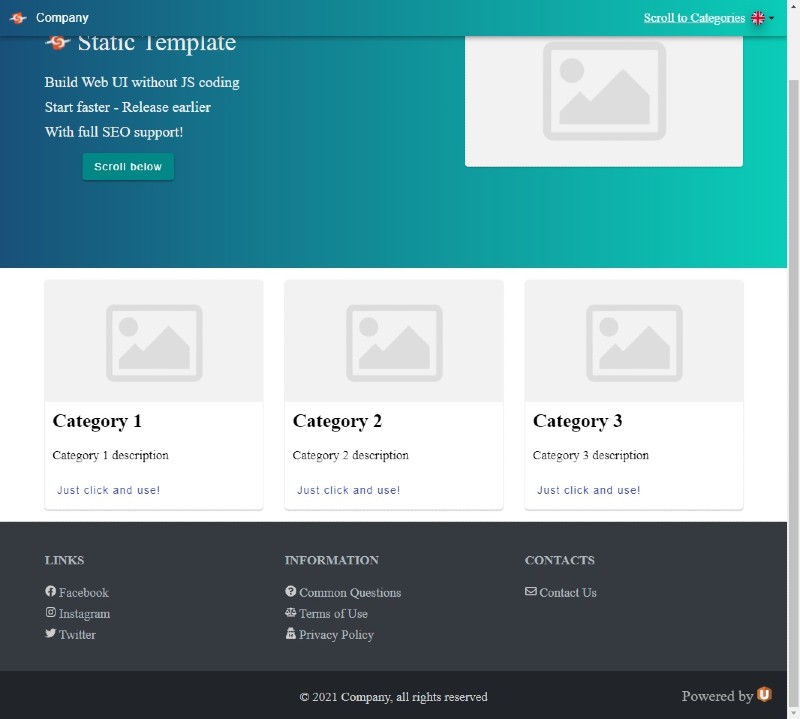 Company
Scroll to Categories
Static Template
Build Web UI without JS coding
Start faster - Release earlier
With full SEO support!
Scroll below
Category 1
Category 1 description
Just click and use!
Category 2
Category 2 description
Just click and use!
Category 3
Category 3 description
Just click and use!
LINKS
Facebook
Instagram
Twitter
INFORMATION
Common Questions
Terms of Use
Privacy Policy
CONTACTS
Contact Us
© 2021 Company, all rights reserved
Powered by